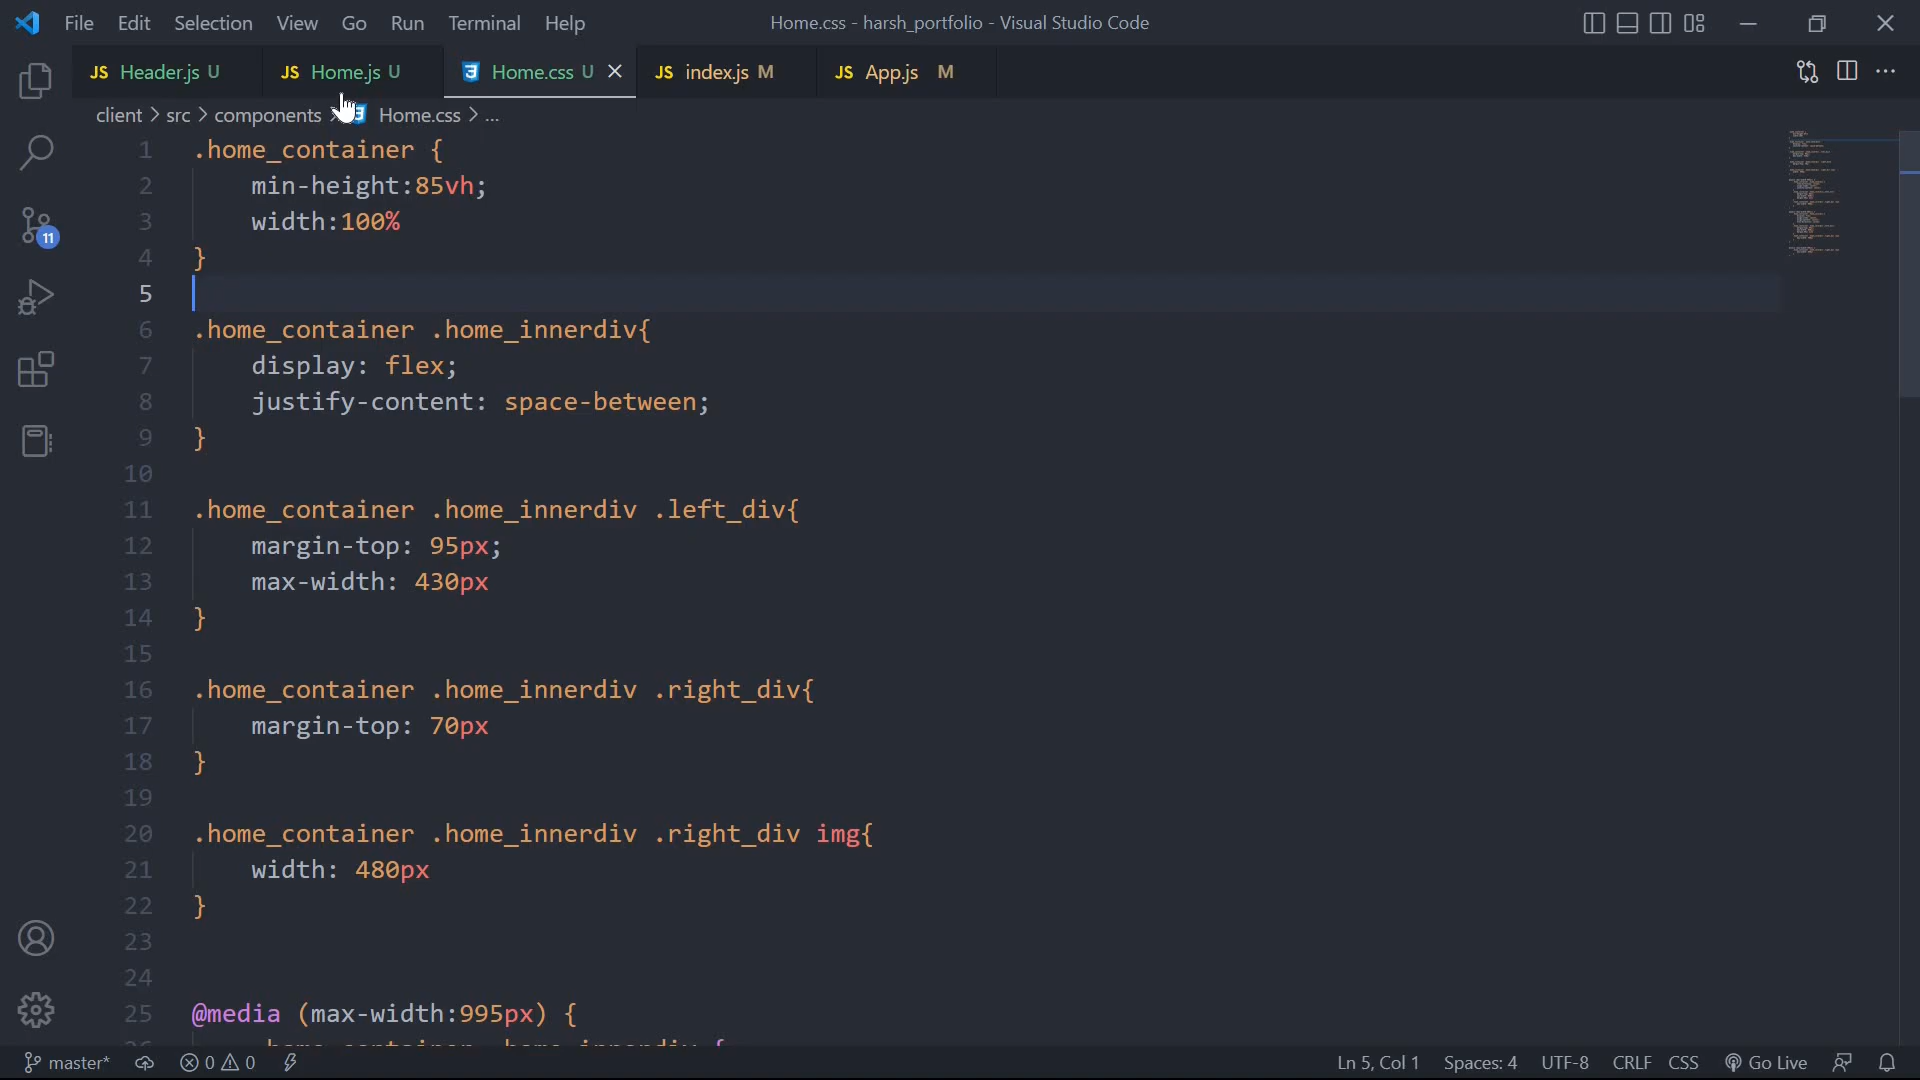 File Edit Selection View Go Run Terminal Help Home.css - harsh_portfolio - Visual Studio Code
JS Header.js U JS Home.js U Home.css U JS index.js M JS App.js M
client > src > components > Home.css > ...
1 .home_container {
2 min-height:85vh;
3 width:100%
4 }
5
6 .home_container .home_innerdiv{
7 display: flex;
8 justify-content: space-between;
9 }
10
11 .home_container .home_innerdiv .left_div{
12 margin-top: 95px;
13 max-width: 430px
14 }
15
16 .home_container .home_innerdiv .right_div{
17 margin-top: 70px
18 }
19
20 .home_container .home_innerdiv .right_div img{
21 width: 480px
22 }
23
24
25 @media (max-width:995px) {
11
master* 0 0 Ln 5, Col 1 Spaces: 4 UTF-8 CRLF CSS Go Live